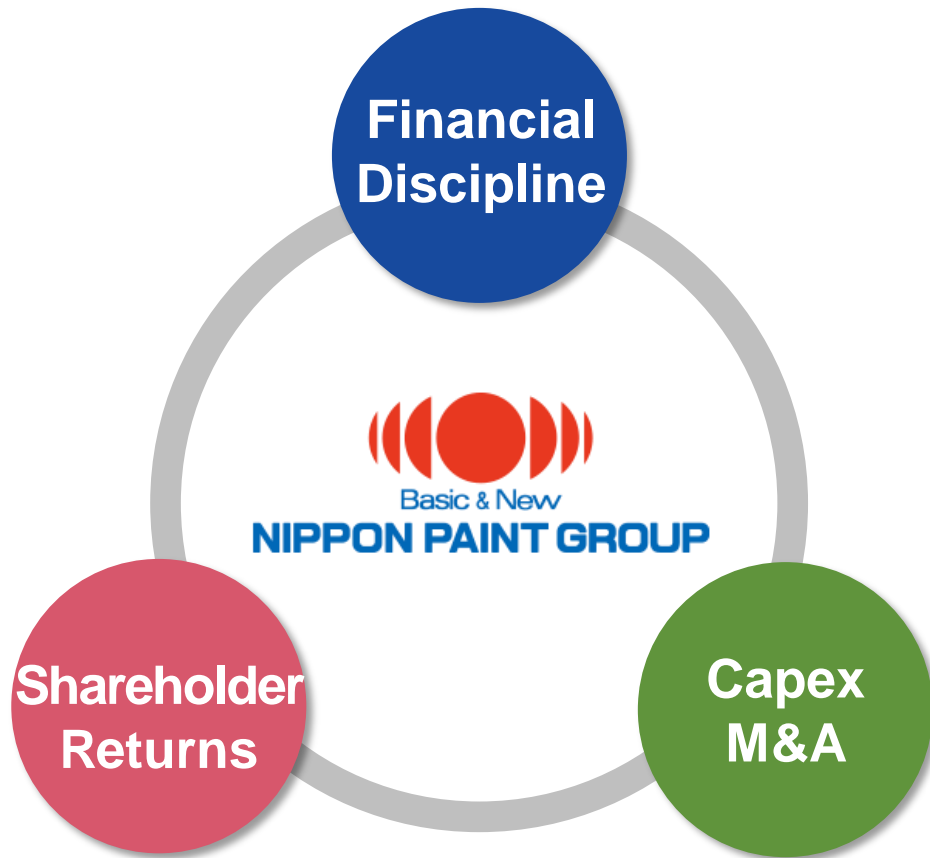 Financial
Discipline
Basic & New
NIPPON PAINT GROUP
Shareholder
Returns
Capex
M&A